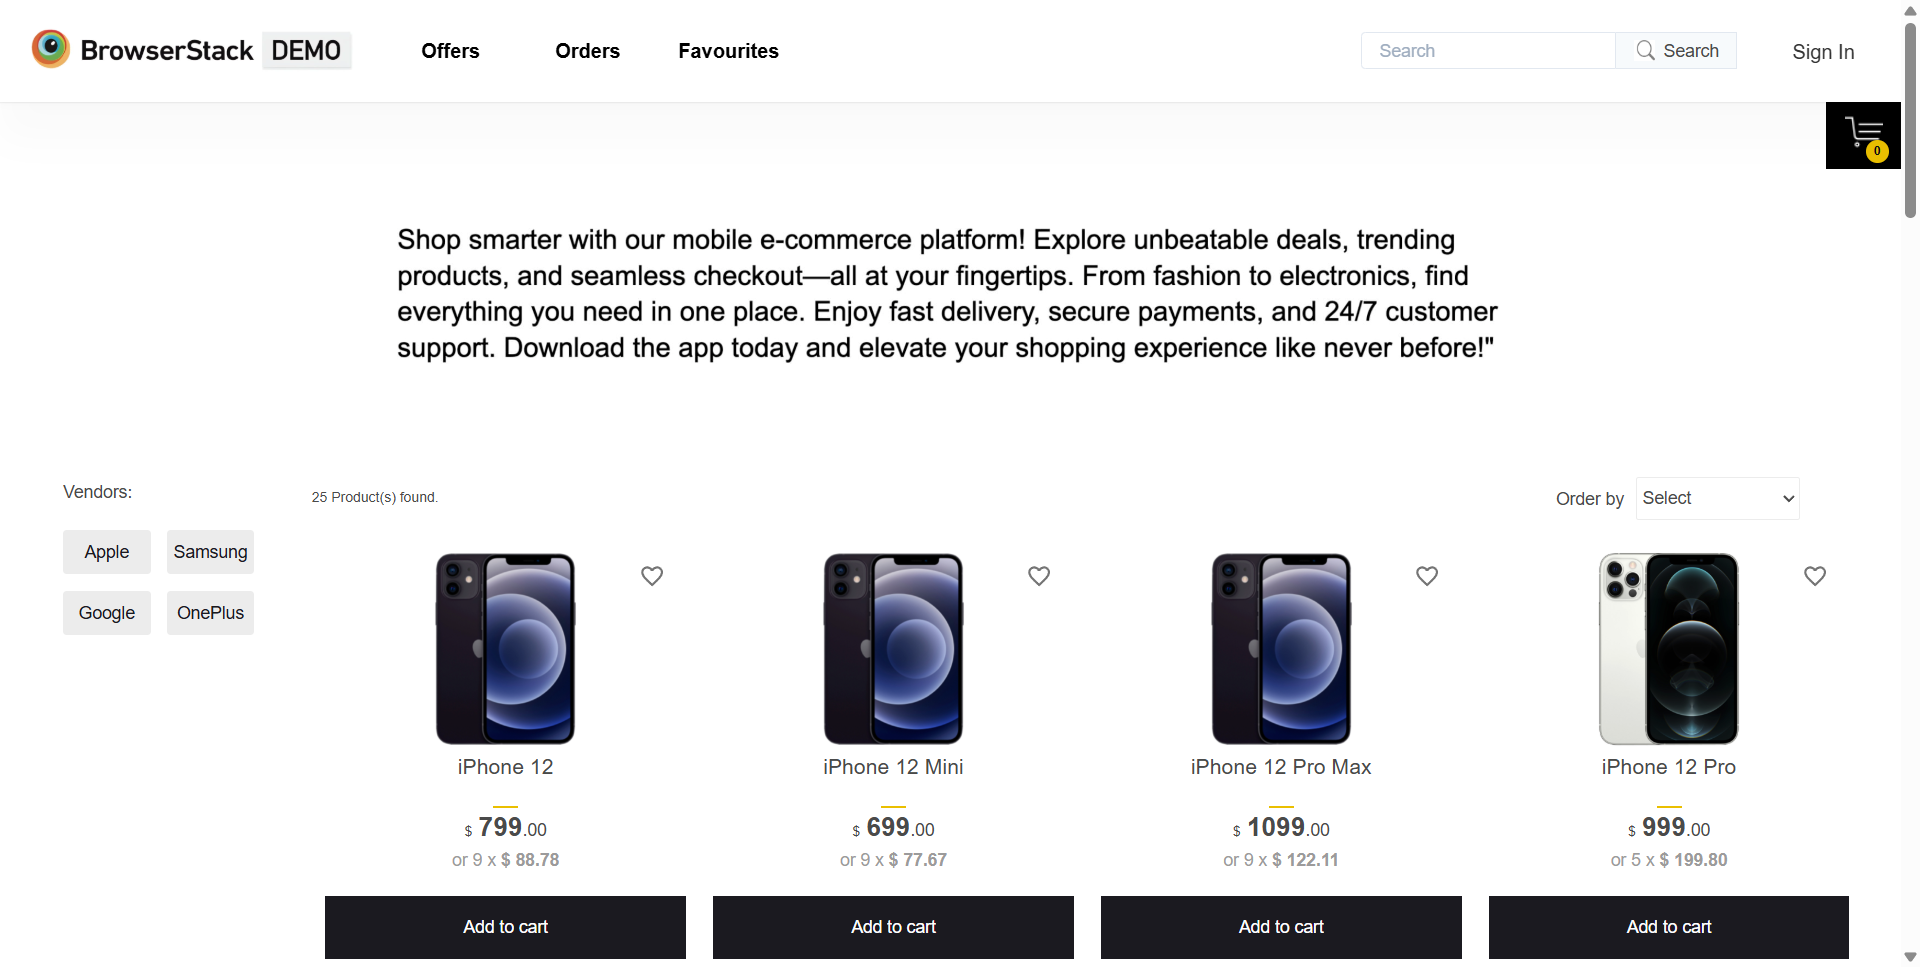 BrowserStack DEMO
Offers
Orders
Favourites
Search
Search
Sign In
0
Shop smarter with our mobile e-commerce platform! Explore unbeatable deals, trending
products, and seamless checkout—all at your fingertips. From fashion to electronics, find
everything you need in one place. Enjoy fast delivery, secure payments, and 24/7 customer
support. Download the app today and elevate your shopping experience like never before!"
Vendors:
Apple
Samsung
Google
OnePlus
25 Product(s) found.
Order by
Select
iPhone 12
$ 799.00
or 9 x $ 88.78
Add to cart
iPhone 12 Mini
$ 699.00
or 9 x $ 77.67
Add to cart
iPhone 12 Pro Max
$ 1099.00
or 9 x $ 122.11
Add to cart
iPhone 12 Pro
$ 999.00
or 5 x $ 199.80
Add to cart